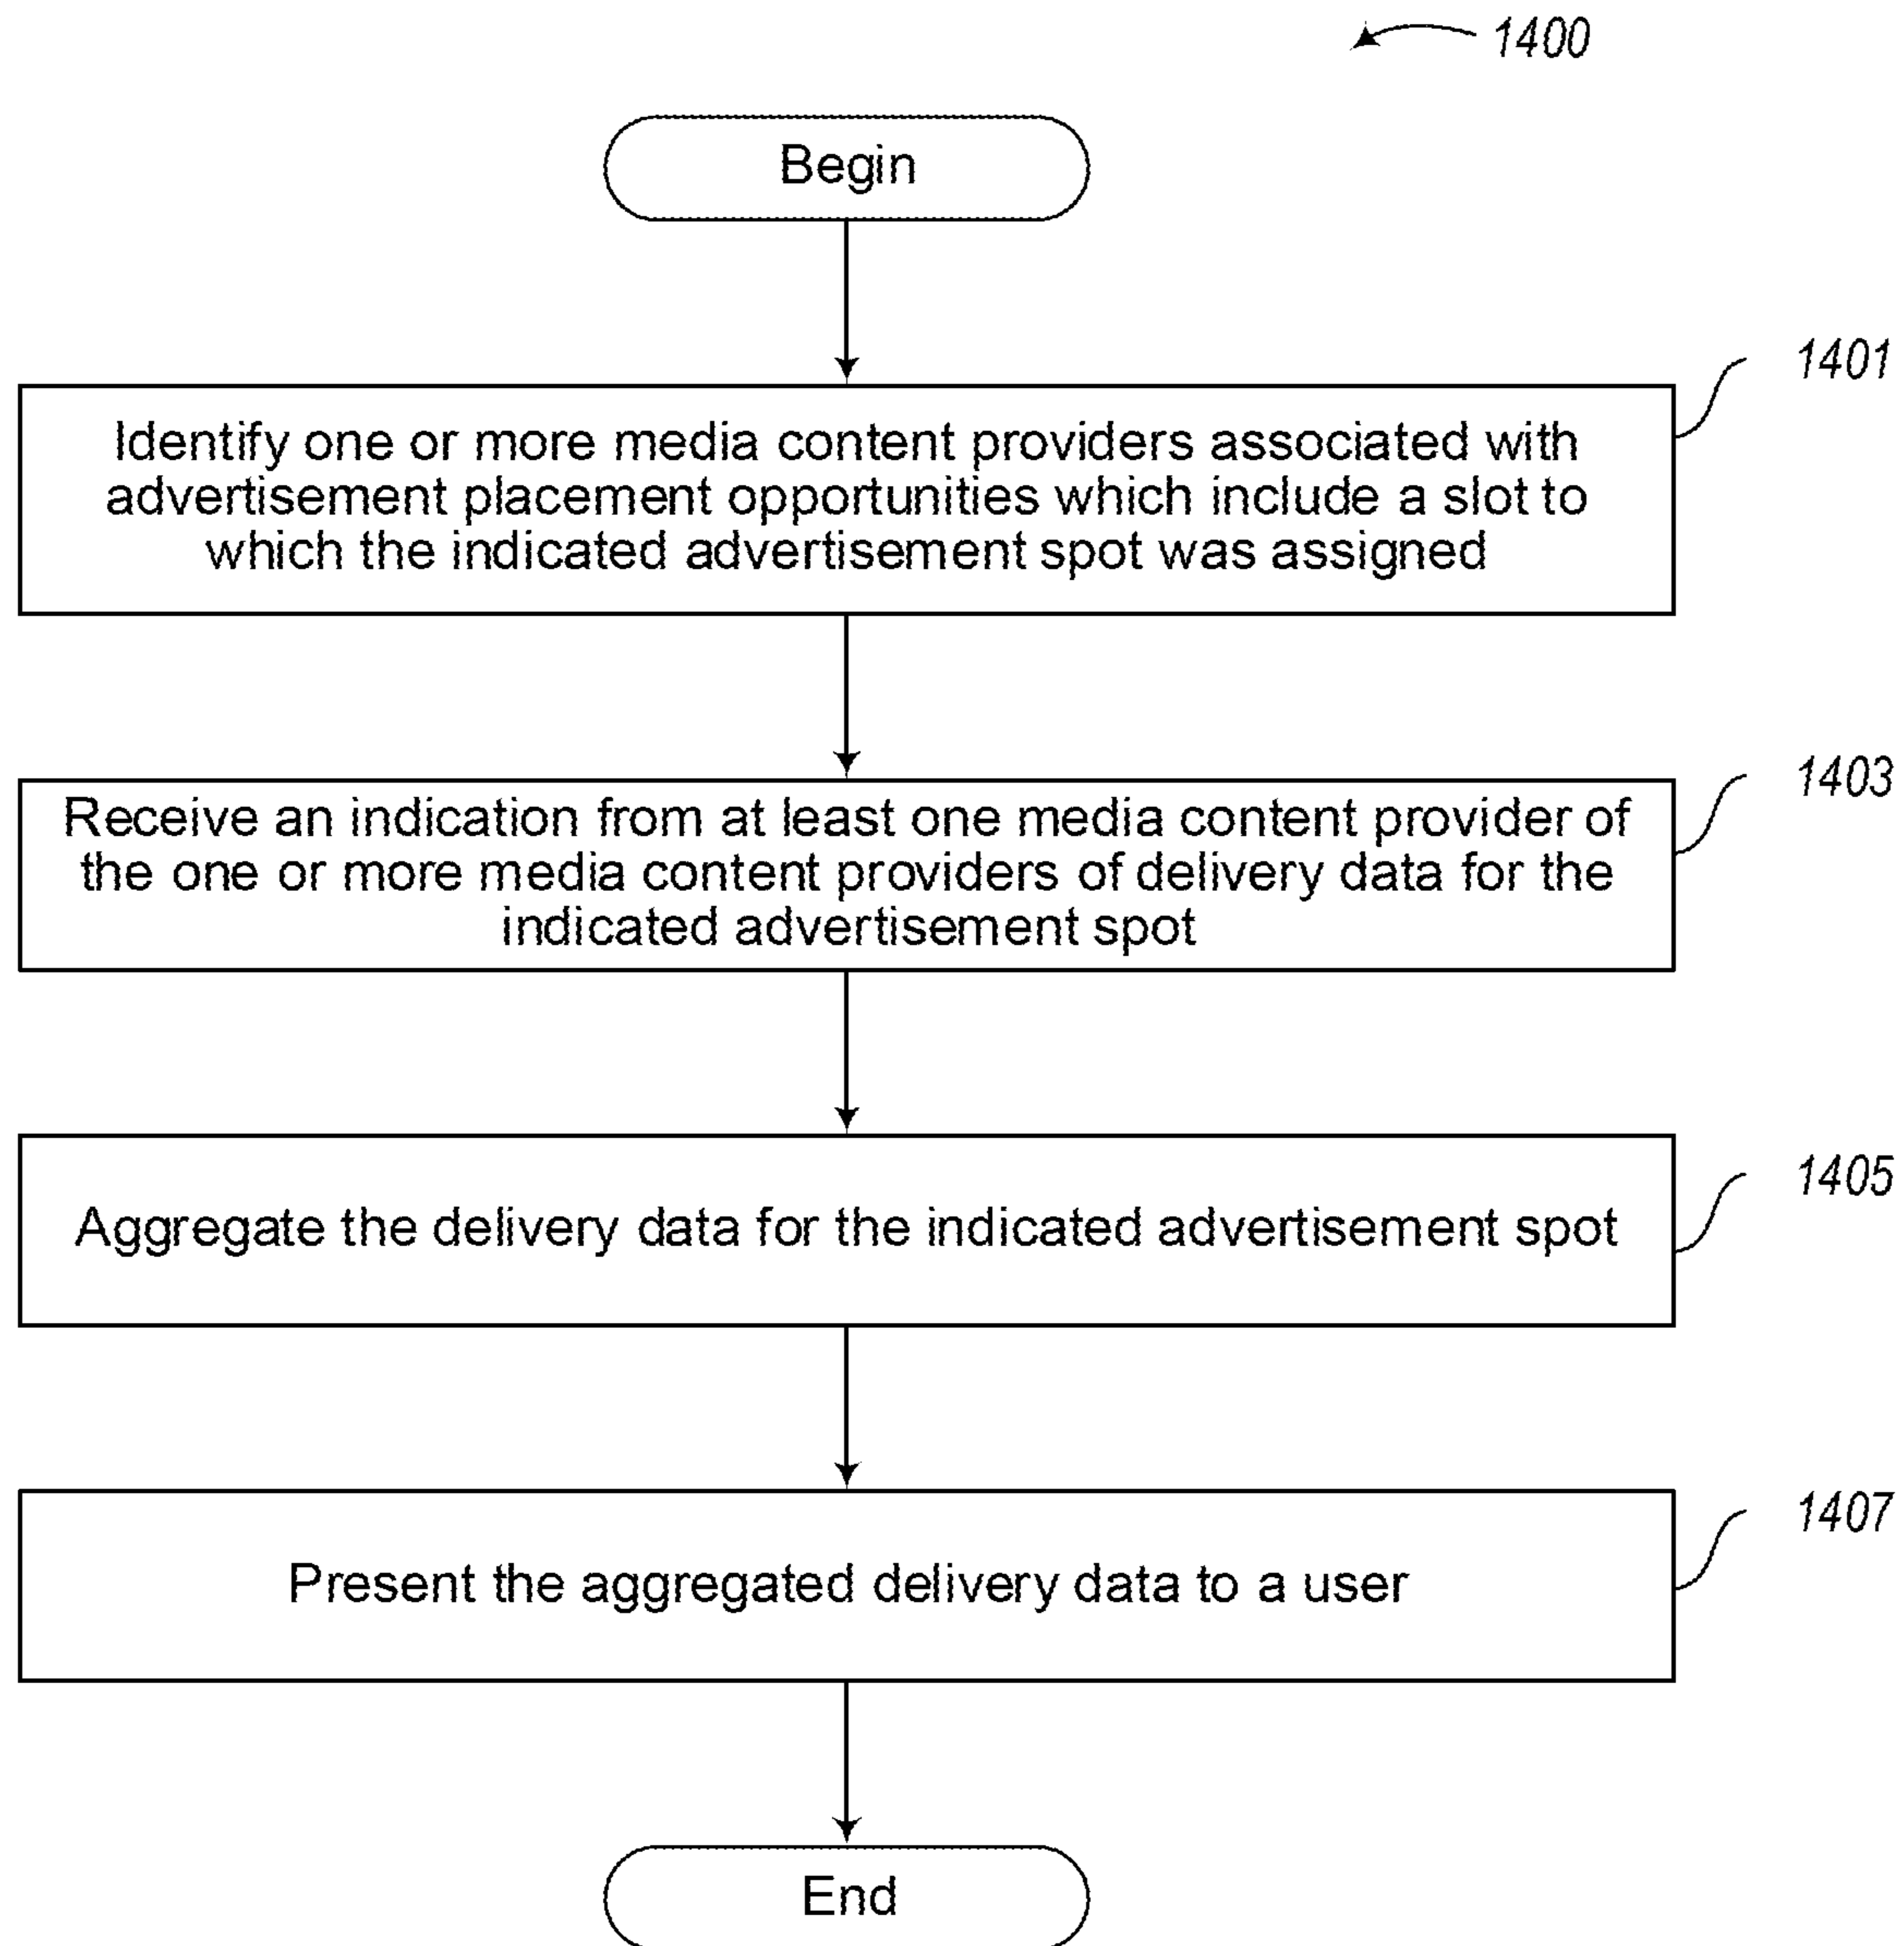 1400
Begin
1401
Identify one or more media content providers associated with
advertisement placement opportunities which include a slot to
which the indicated advertisement spot was assigned
1403
Receive an indication from at least one media content provider of
the one or more media content providers of delivery data for the
indicated advertisement spot
1405
Aggregate the delivery data for the indicated advertisement spot
1407
Present the aggregated delivery data to a user
End